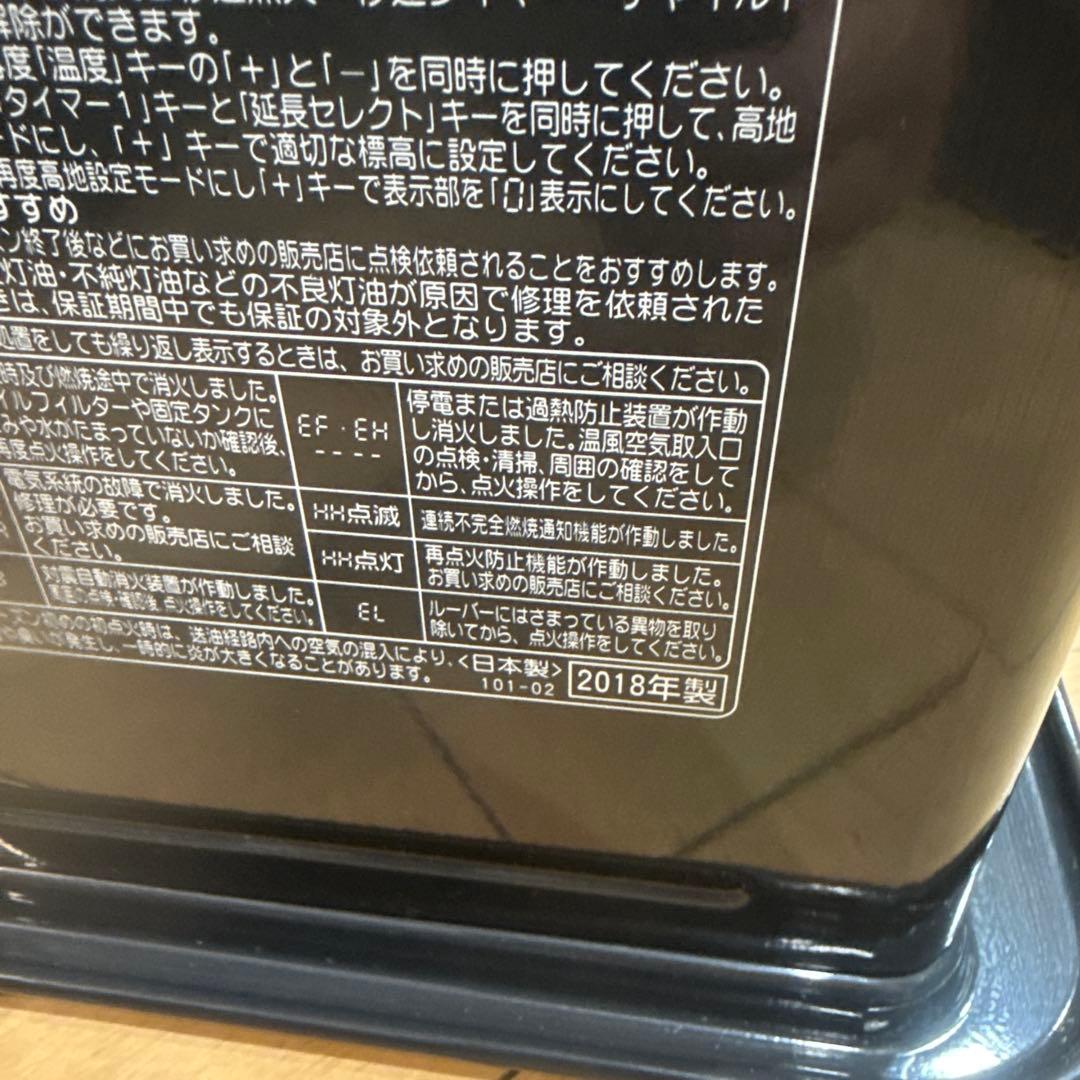 解除ができます。
度「温度」キーの「+」と「-」を同時に押してください。
タイマー1」キーと「延長セレクト」キーを同時に押して、高地
ードにし、「+」キーで適切な標高に設定してください。
再度高地設定モードにし「+」キーで表示部を「0」表示にしてください。
すすめ
ン終了後などにお買い求めの販売店に点検依頼されることをおすすめします。
灯油・不純灯油などの不良灯油が原因で修理を依頼された
きは、保証期間中でも保証の対象外となります。
処置をしても繰り返し表示するときは、お買い求めの販売店にご相談ください。
時及び燃焼途中で消火しました。
イルフィルターや固定タンクに
みや水がたまっていないか確認後、
再度点火操作をしてください。
EF・EH
----
停電または過熱防止装置が作動
し消火しました。温風空気取入口
の点検・清掃、周囲の確認をして
から、点火操作をしてください。
電気系統の故障で消火しました。
修理が必要です。
お買い求めの販売店にご相談
ください。
HH点滅
連続不完全燃焼通知機能が作動しました。
HH点灯
再点火防止機能が作動しました。
お買い求めの販売店にご相談ください。
対震自動消火装置が作動しました。
点検・確認後、点火操作をしてください。
EL
ルーバーにはさまっている異物を取り
除いてから、点火操作をしてください。
初点火時は、送油経路内への空気の混入により、
発生し、一時的に炎が大きくなることがあります。
<日本製>
101-02
2018年製